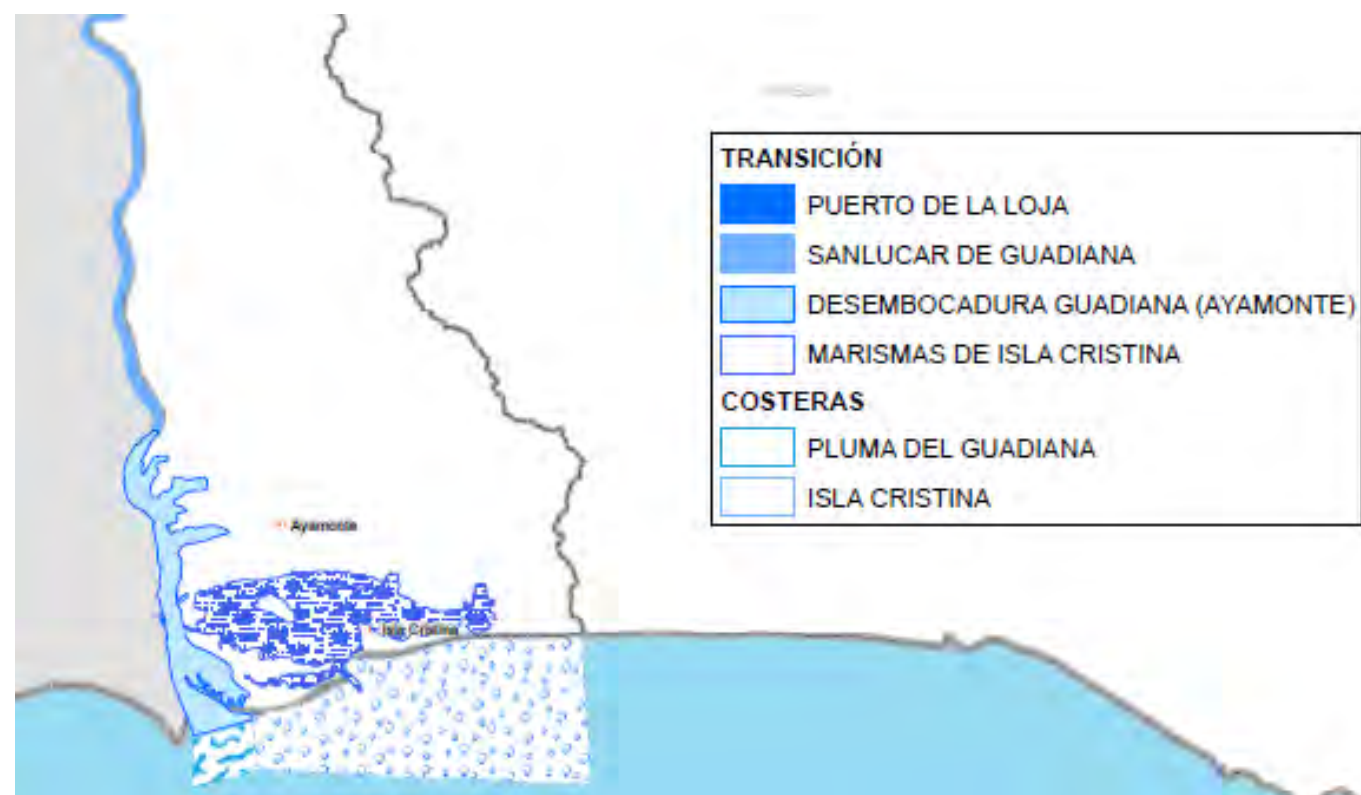 TRANSICIÓN
PUERTO DE LA LOJA
SANLUCAR DE GUADIANA
DESEMBOCADURA GUADIANA (AYAMONTE)
MARISMAS DE ISLA CRISTINA
COSTERAS
PLUMA DEL GUADIANA
ISLA CRISTINA
Ayamonte
Isla Cristina